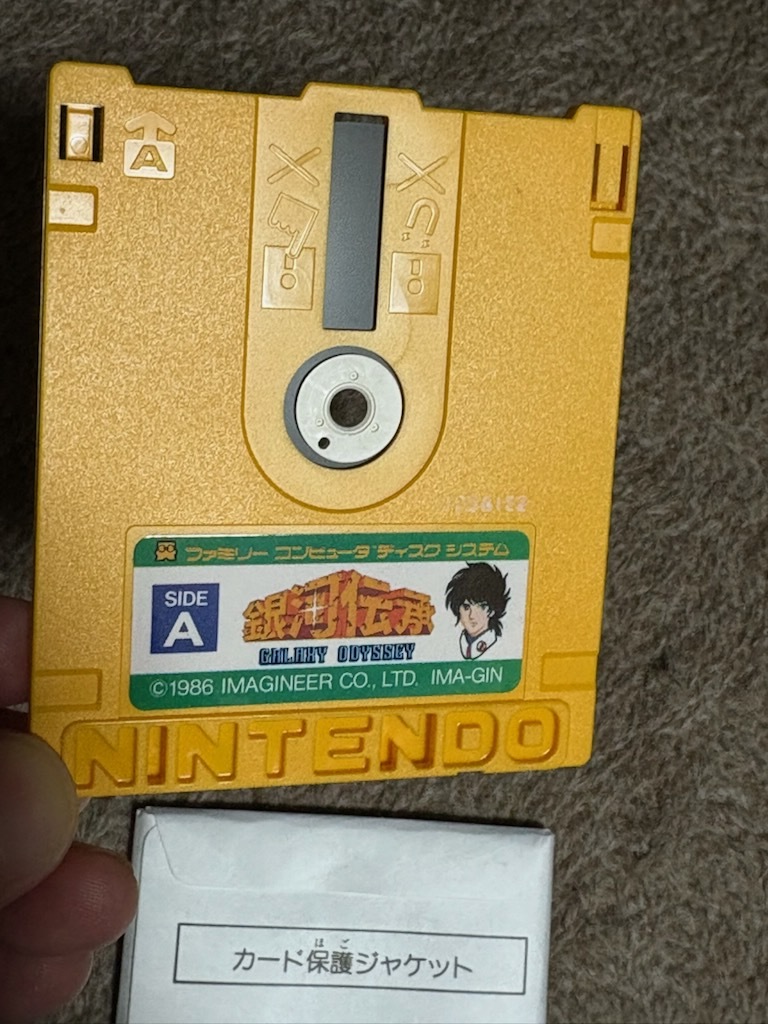 A
ファミリー コンピュータ ディスク システム
SIDE
A
銀河伝承
GALAXY ODYSSEY
©1986 IMAGINEER CO., LTD. IMA-GIN
NINTENDO
ほご
カード保護ジャケット